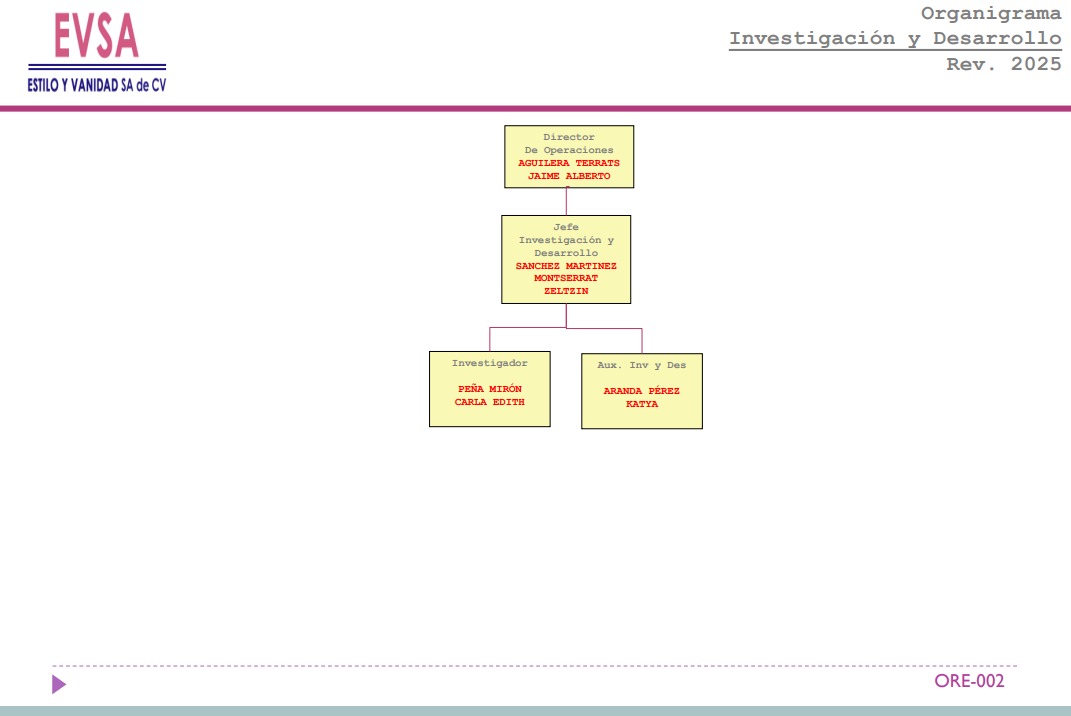 EVSA
ESTILO Y VANIDAD SA de CV
Organigrama
Investigación y Desarrollo
Rev. 2025
Director
De Operaciones
AGUILERA TERRATS
JAIME ALBERTO
Jefe
Investigación y
Desarrollo
SANCHEZ MARTINEZ
MONTSERRAT
ZELTZIN
Investigador
PEÑA MIRÓN
CARLA EDITH
Aux. Inv y Des
ARANDA PÉREZ
KATYA
ORE-002